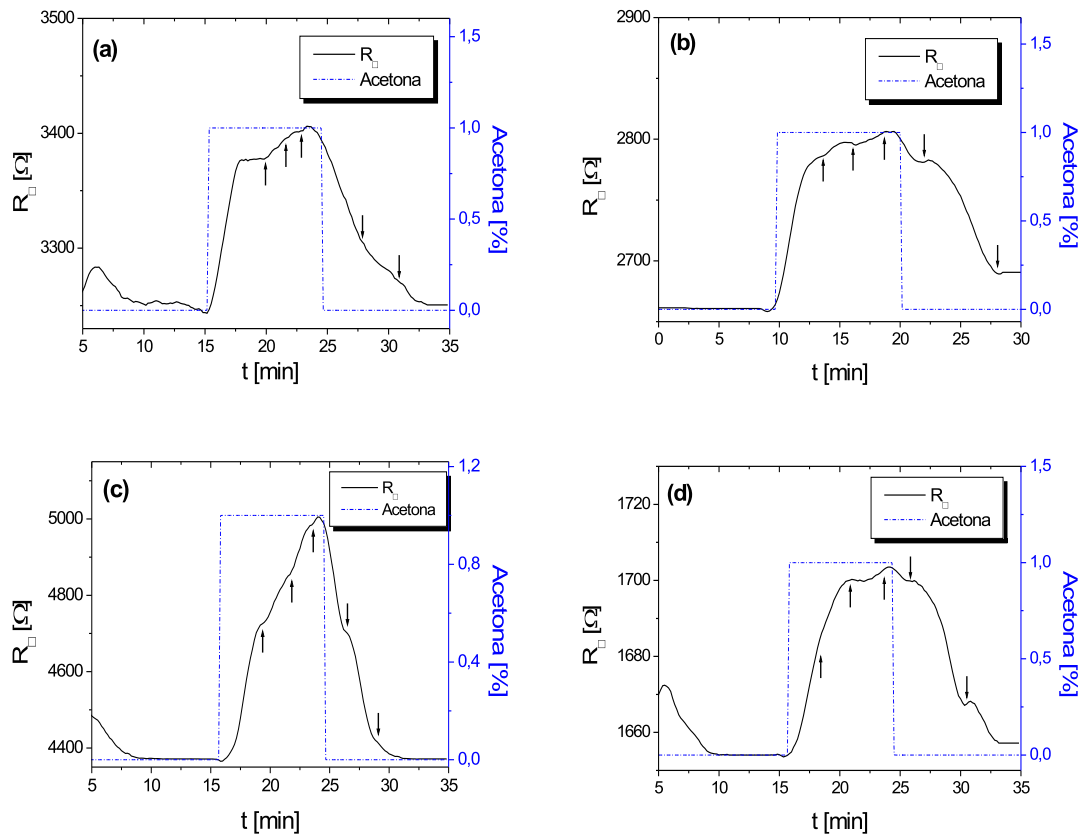 (a)
R□
Acetona
3500
3400
3300
R□ [Ω]
1,5
1,0
0,5
0,0
Acetona [%]
5 10 15 20 25 30 35
t [min]
(b)
R□
Acetona
2900
2800
2700
R□ [Ω]
1,5
1,0
0,5
0,0
Acetona [%]
0 5 10 15 20 25 30
t [min]
(c)
R□
Acetona
5000
4800
4600
4400
R□ [Ω]
1,2
0,8
0,4
0,0
Acetona [%]
5 10 15 20 25 30 35
t [min]
(d)
R□
Acetona
1720
1700
1680
1660
R□ [Ω]
1,5
1,0
0,5
0,0
Acetona [%]
5 10 15 20 25 30 35
t [min]